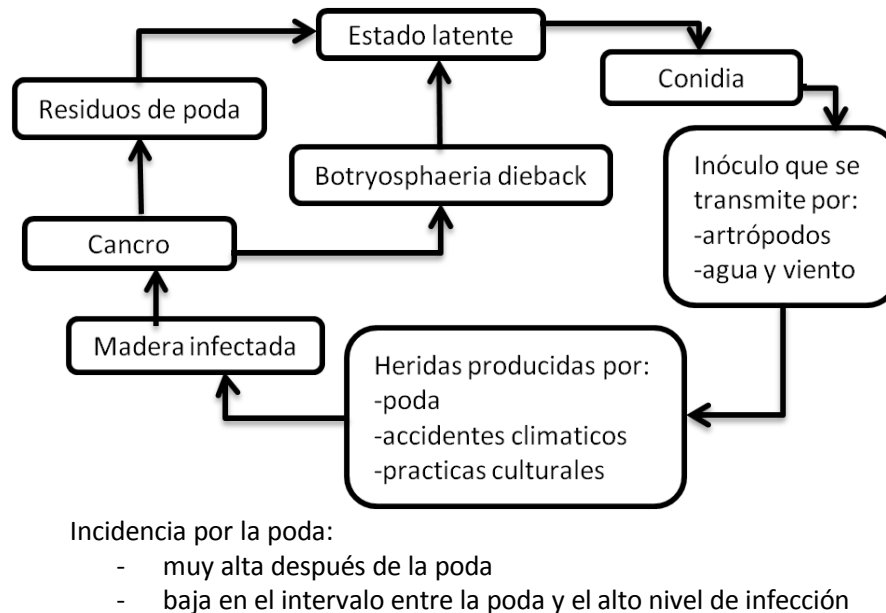 Estado latente
Conidia
Residuos de poda
Inóculo que se
transmite por:
-artrópodos
-agua y viento
Botryosphaeria dieback
Cancro
Madera infectada
Heridas producidas por:
-poda
-accidentes climaticos
-practicas culturales
Incidencia por la poda:
- muy alta después de la poda
- baja en el intervalo entre la poda y el alto nivel de infección